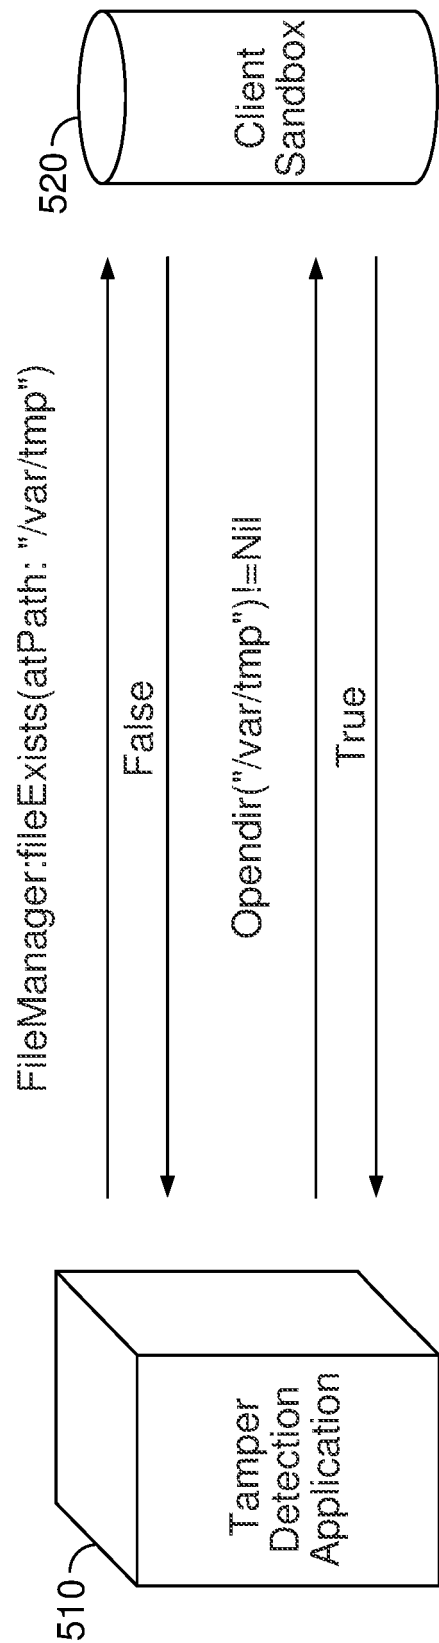 510
Tamper
Detection
Application
FileManager:fileExists(atPath: "/var/tmp")
False
Opendir("/var/tmp")!=Nil
True
520
Client
Sandbox